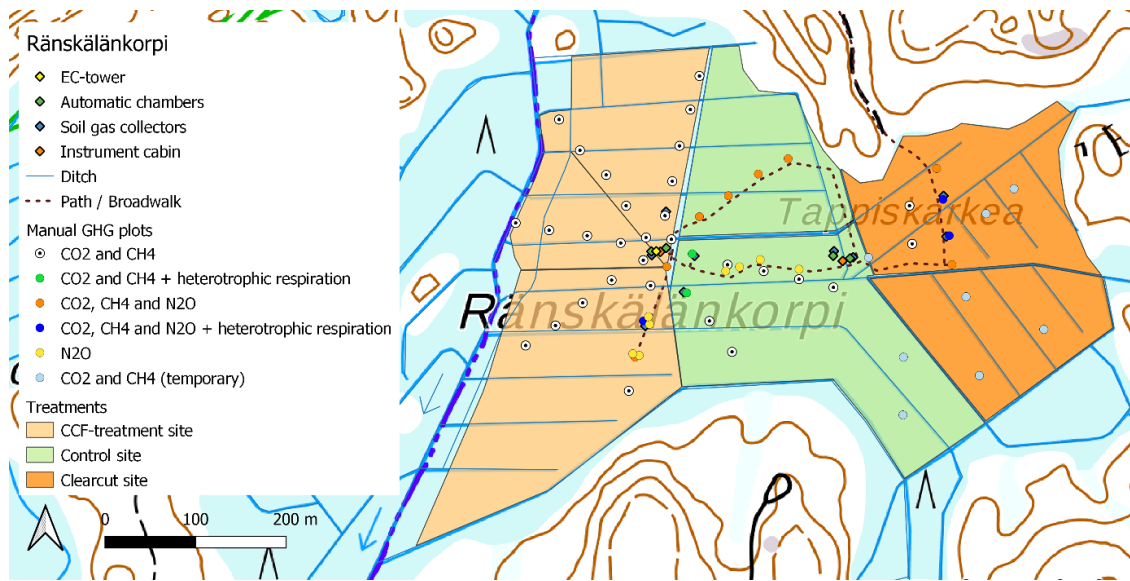 Ränskälänkorpi
EC-tower
Automatic chambers
Soil gas collectors
Instrument cabin
Ditch
Path / Broadwalk
Manual GHG plots
CO2 and CH4
CO2 and CH4 + heterotrophic respiration
CO2, CH4 and N2O
CO2, CH4 and N2O + heterotrophic respiration
N2O
CO2 and CH4 (temporary)
Treatments
CCF-treatment site
Control site
Clearcut site
0 100 200 m
Tappiskärkeä
Ränskälänkorpi